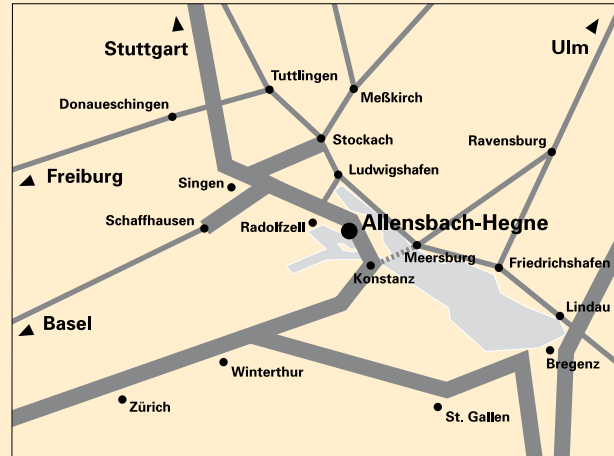 Stuttgart
Ulm
Tuttlingen
Meßkirch
Donaueschingen
Stockach
Ravensburg
Ludwigshafen
Freiburg
Singen
Schaffhausen
Radolfzell
Allensbach-Hegne
Meersburg
Friedrichshafen
Konstanz
Lindau
Basel
Bregenz
Winterthur
Zürich
St. Gallen